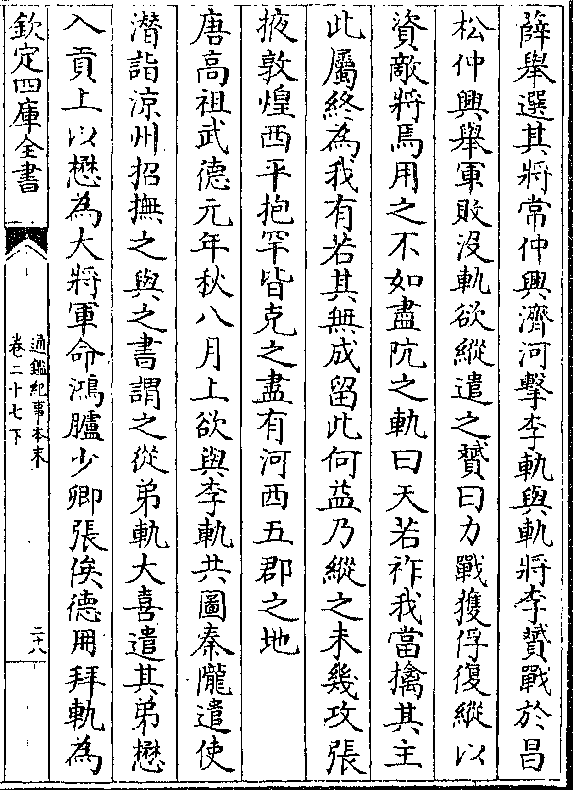 薛舉選其將常仲興濟河擊李軌與軌將李贇戰於昌
松仲興舉軍敗沒軌欲縱遣之贇曰力戰獲俘復縱以
資敵將焉用之不如盡阬之軌曰天若祚我當擒其主
此屬終為我有若其無成留此何益乃縱之未幾攻張
掖敦煌西平抱罕皆克之盡有河西五郡之地
唐高祖武德元年秋八月上欲與李軌共圖秦隴遣使
潛詣涼州招撫之與之書謂之從弟軌大喜遣其弟懋
入貢上以懋為大將軍命鴻臚少卿張俟德冊拜軌為
欽定四庫全書
通鑑紀事本末
卷二十七下
二十八